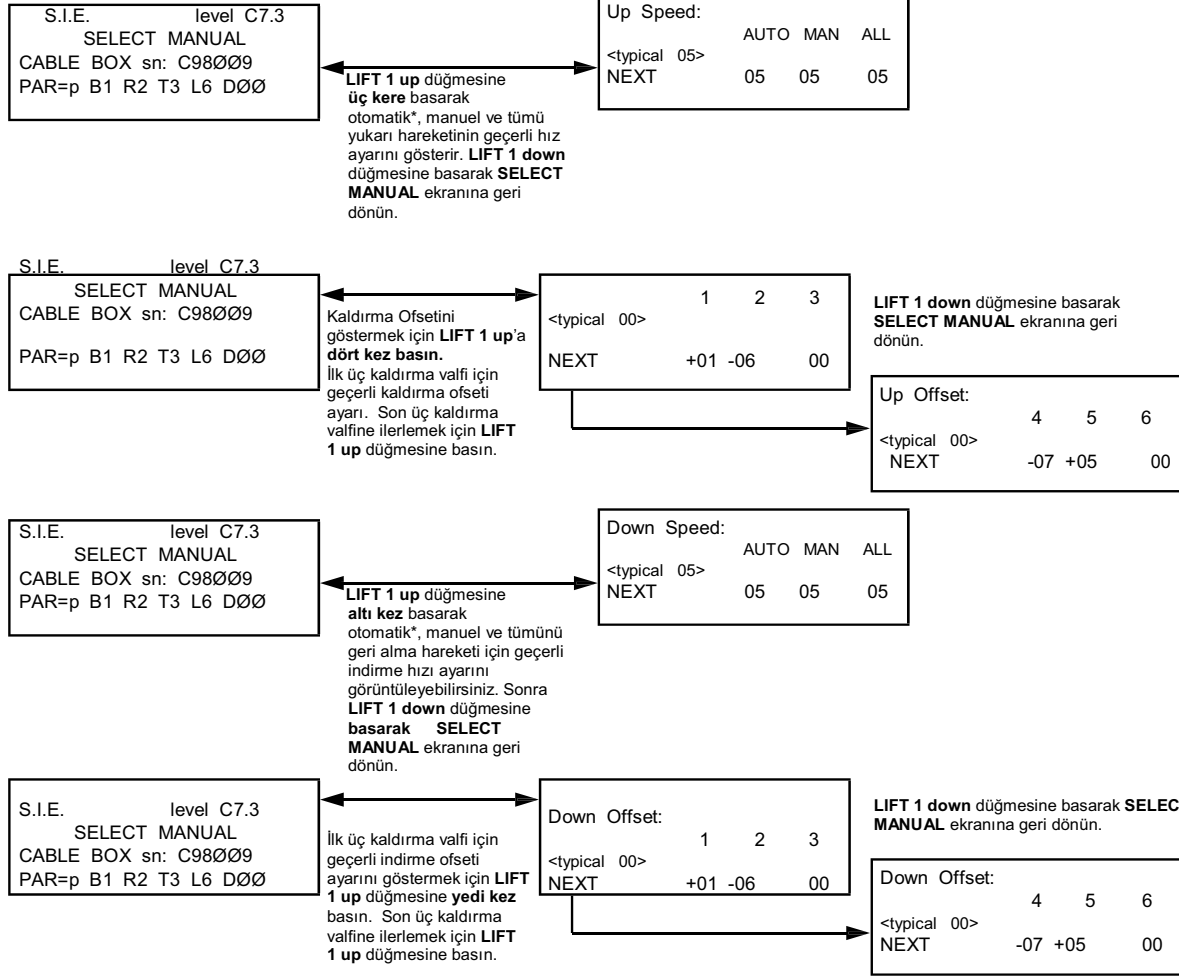 S.I.E. level C7.3
SELECT MANUAL
CABLE BOX sn: C98ØØ9
PAR=p B1 R2 T3 L6 DØØ
LIFT 1 up düğmesine
üç kere basarak
otomatik*, manuel ve tümü
yukarı hareketinin geçerli hız
ayarını gösterir. LIFT 1 down
düğmesine basarak SELECT
MANUAL ekranına geri
dönün.
Up Speed:
AUTO MAN ALL
<typical 05>
NEXT 05 05 05
S.I.E. level C7.3
SELECT MANUAL
CABLE BOX sn: C98ØØ9
PAR=p B1 R2 T3 L6 DØØ
Kaldırma Ofsetini
göstermek için LIFT 1 up'a
dört kez basın.
İlk üç kaldırma valfi için
geçerli kaldırma ofseti
ayarı. Son üç kaldırma
valfine ilerlemek için LIFT
1 up düğmesine basın.
1 2 3
<typical 00>
NEXT +01 -06 00
LIFT 1 down düğmesine basarak
SELECT MANUAL ekranına geri
dönün.
Up Offset:
4 5 6
<typical 00>
NEXT -07 +05 00
S.I.E. level C7.3
SELECT MANUAL
CABLE BOX sn: C98ØØ9
PAR=p B1 R2 T3 L6 DØØ
LIFT 1 up düğmesine
altı kez basarak
otomatik*, manuel ve tümünü
geri alma hareketi için geçerli
indirme hızı ayarını
görüntüleyebilirsiniz. Sonra
LIFT 1 down düğmesine
basarak SELECT
MANUAL ekranına geri
dönün.
Down Speed:
AUTO MAN ALL
<typical 05>
NEXT 05 05 05
S.I.E. level C7.3
SELECT MANUAL
CABLE BOX sn: C98ØØ9
PAR=p B1 R2 T3 L6 DØØ
İlk üç kaldırma valfi için
geçerli indirme ofseti
ayarını göstermek için LIFT
1 up düğmesine yedi kez
basın. Son üç kaldırma
valfine ilerlemek için LIFT
1 up düğmesine basın.
Down Offset:
1 2 3
<typical 00>
NEXT +01 -06 00
LIFT 1 down düğmesine basarak SELEC
MANUAL ekranına geri dönün.
Down Offset:
4 5 6
<typical 00>
NEXT -07 +05 00